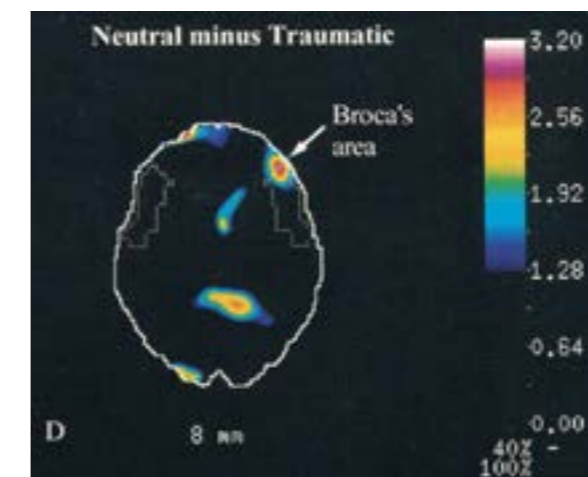 Neutral minus Traumatic
Broca's
area
3.20
2.56
1.92
1.28
0.64
0.00
40% -
100%
D
8 mm